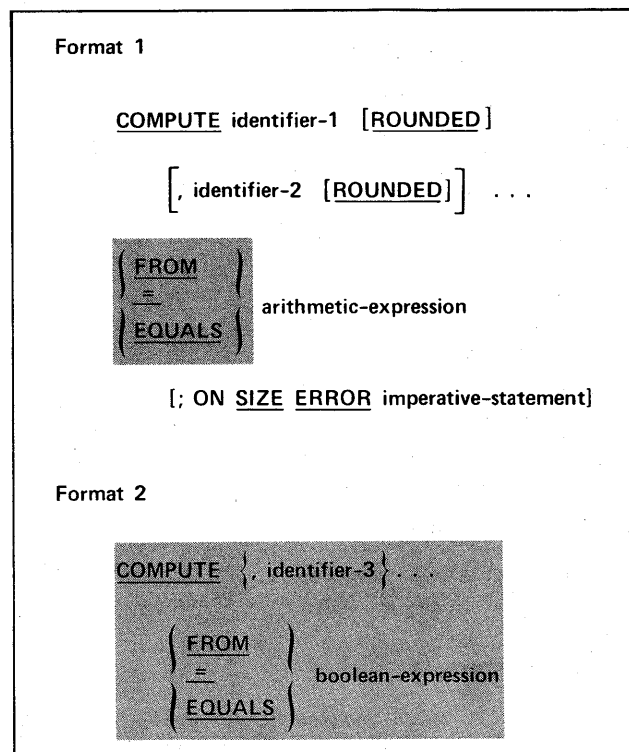 Format 1
COMPUTE identifier-1 [ROUNDED]
[, identifier-2 [ROUNDED]] . . .
{ FROM
=
EQUALS } arithmetic-expression
[; ON SIZE ERROR imperative-statement]
Format 2
COMPUTE {, identifier-3} . . .
{ FROM
=
EQUALS } boolean-expression